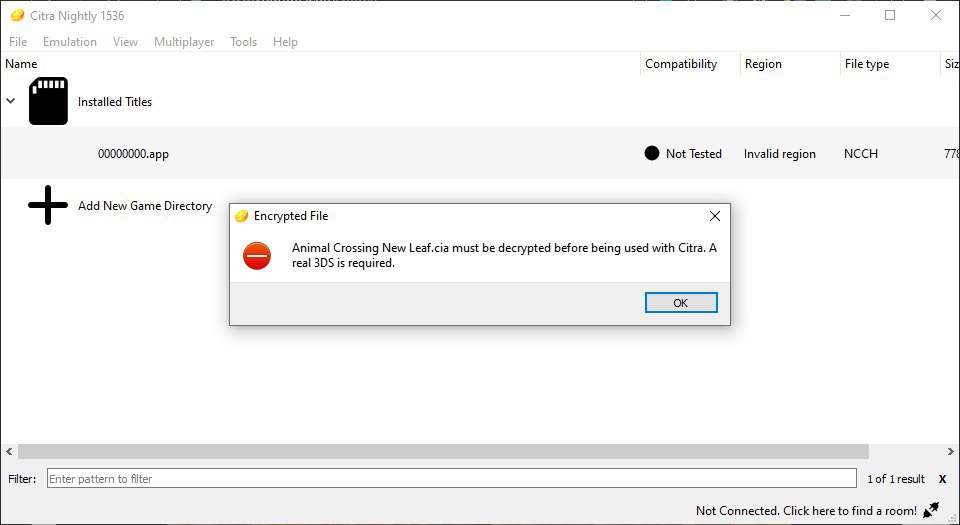 Citra Nightly 1536
File Emulation View Multiplayer Tools Help
Name Compatibility Region File type Siz
Installed Titles
00000000.app Not Tested Invalid region NCCH 778
Add New Game Directory
Encrypted File
Animal Crossing New Leaf.cia must be decrypted before being used with Citra. A
real 3DS is required.
OK
Filter: Enter pattern to filter 1 of 1 result X
Not Connected. Click here to find a room!